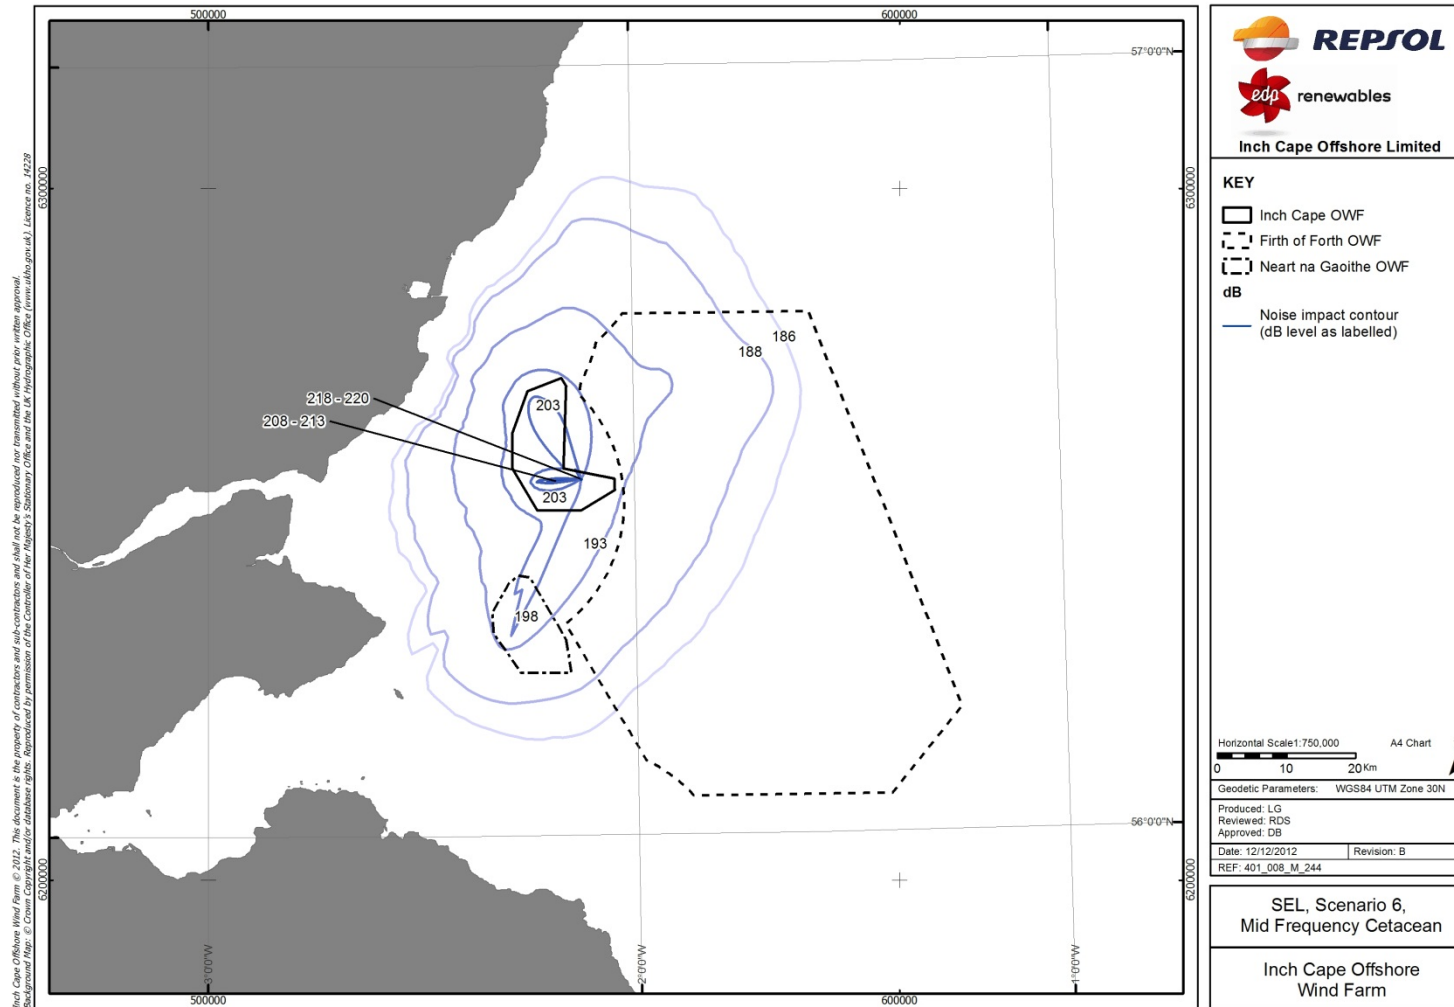 500000
600000
57°0'0"N
6300000
6300000
186
188
218 - 220
203
208 - 213
203
193
198
56°0'0"N
6200000
6200000
3°0'0"W
2°0'0"W
1°0'0"W
500000
600000
Inch Cape Offshore Wind Farm © 2012. This document is the property of contractors and sub-contractors and shall not be reproduced nor transmitted without prior written approval.
Background Map: © Crown Copyright and/or database rights. Reproduced by permission of the Controller of Her Majesty's Stationary Office and the UK Hydrographic Office (www.ukho.gov.uk). Licence no. 14228
REPSOL
edp renewables
Inch Cape Offshore Limited
KEY
Inch Cape OWF
Firth of Forth OWF
Neart na Gaoithe OWF
dB
Noise impact contour
(dB level as labelled)
Horizontal Scale1:750,000 A4 Chart
0 10 20 Km
Geodetic Parameters: WGS84 UTM Zone 30N
Produced: LG
Reviewed: RDS
Approved: DB
Date: 12/12/2012 Revision: B
REF: 401_008_M_244
SEL, Scenario 6,
Mid Frequency Cetacean
Inch Cape Offshore
Wind Farm